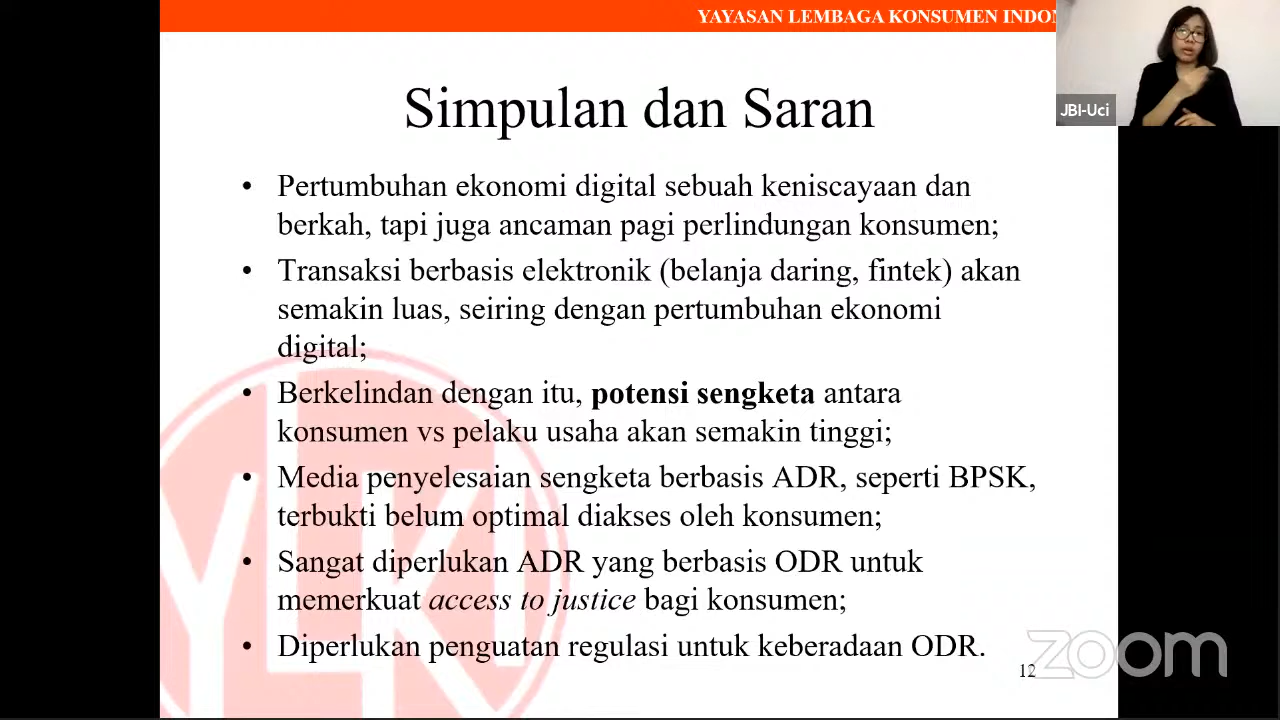 YAYASAN LEMBAGA KONSUMEN
JBI-Uci
Simpulan dan Saran
• Pertumbuhan ekonomi digital sebuah keniscayaan dan
berkah, tapi juga ancaman pagi perlindungan konsumen;
• Transaksi berbasis elektronik (belanja daring, fintek) akan
semakin luas, seiring dengan pertumbuhan ekonomi
digital;
• Berkelindan dengan itu, potensi sengketa antara
konsumen vs pelaku usaha akan semakin tinggi;
• Media penyelesaian sengketa berbasis ADR, seperti BPSK,
terbukti belum optimal diakses oleh konsumen;
• Sangat diperlukan ADR yang berbasis ODR untuk
memerkuat access to justice bagi konsumen;
• Diperlukan penguatan regulasi untuk keberadaan ODR.
12
zoom
YLKI